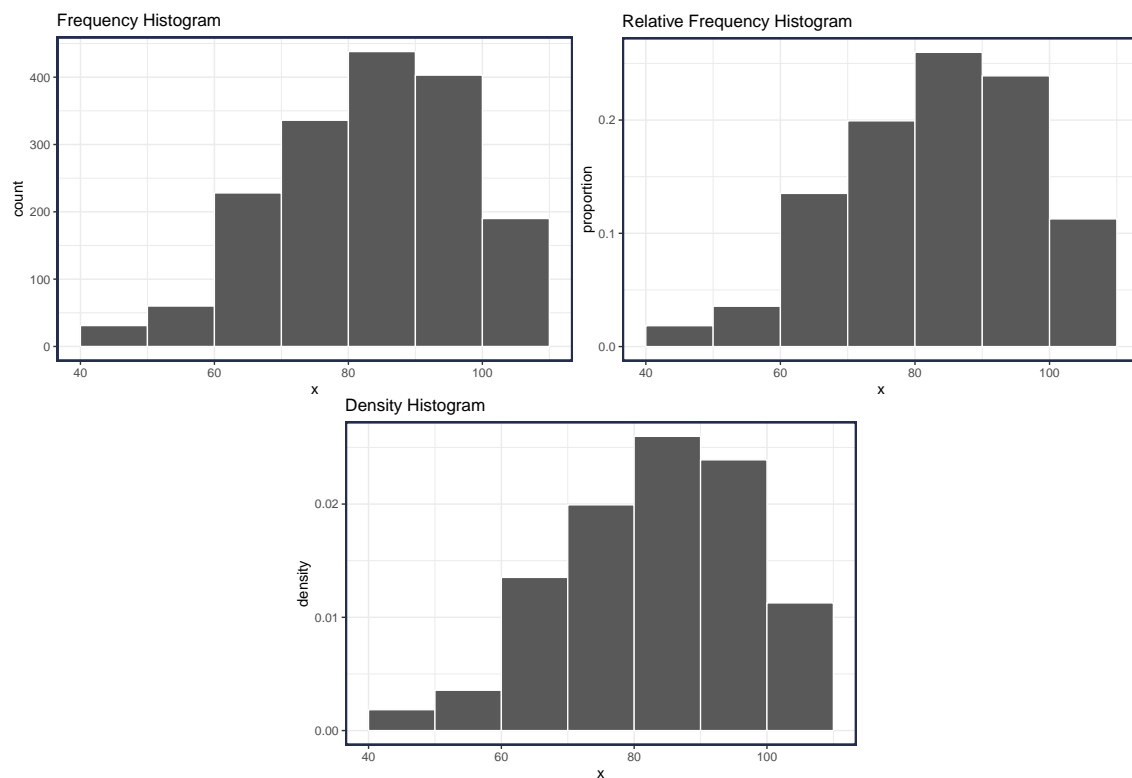 Frequency Histogram
400
300
200
100
0
count
40 60 80 100
x
Relative Frequency Histogram
0.2
0.1
0.0
proportion
40 60 80 100
x
Density Histogram
0.02
0.01
0.00
density
40 60 80 100
x